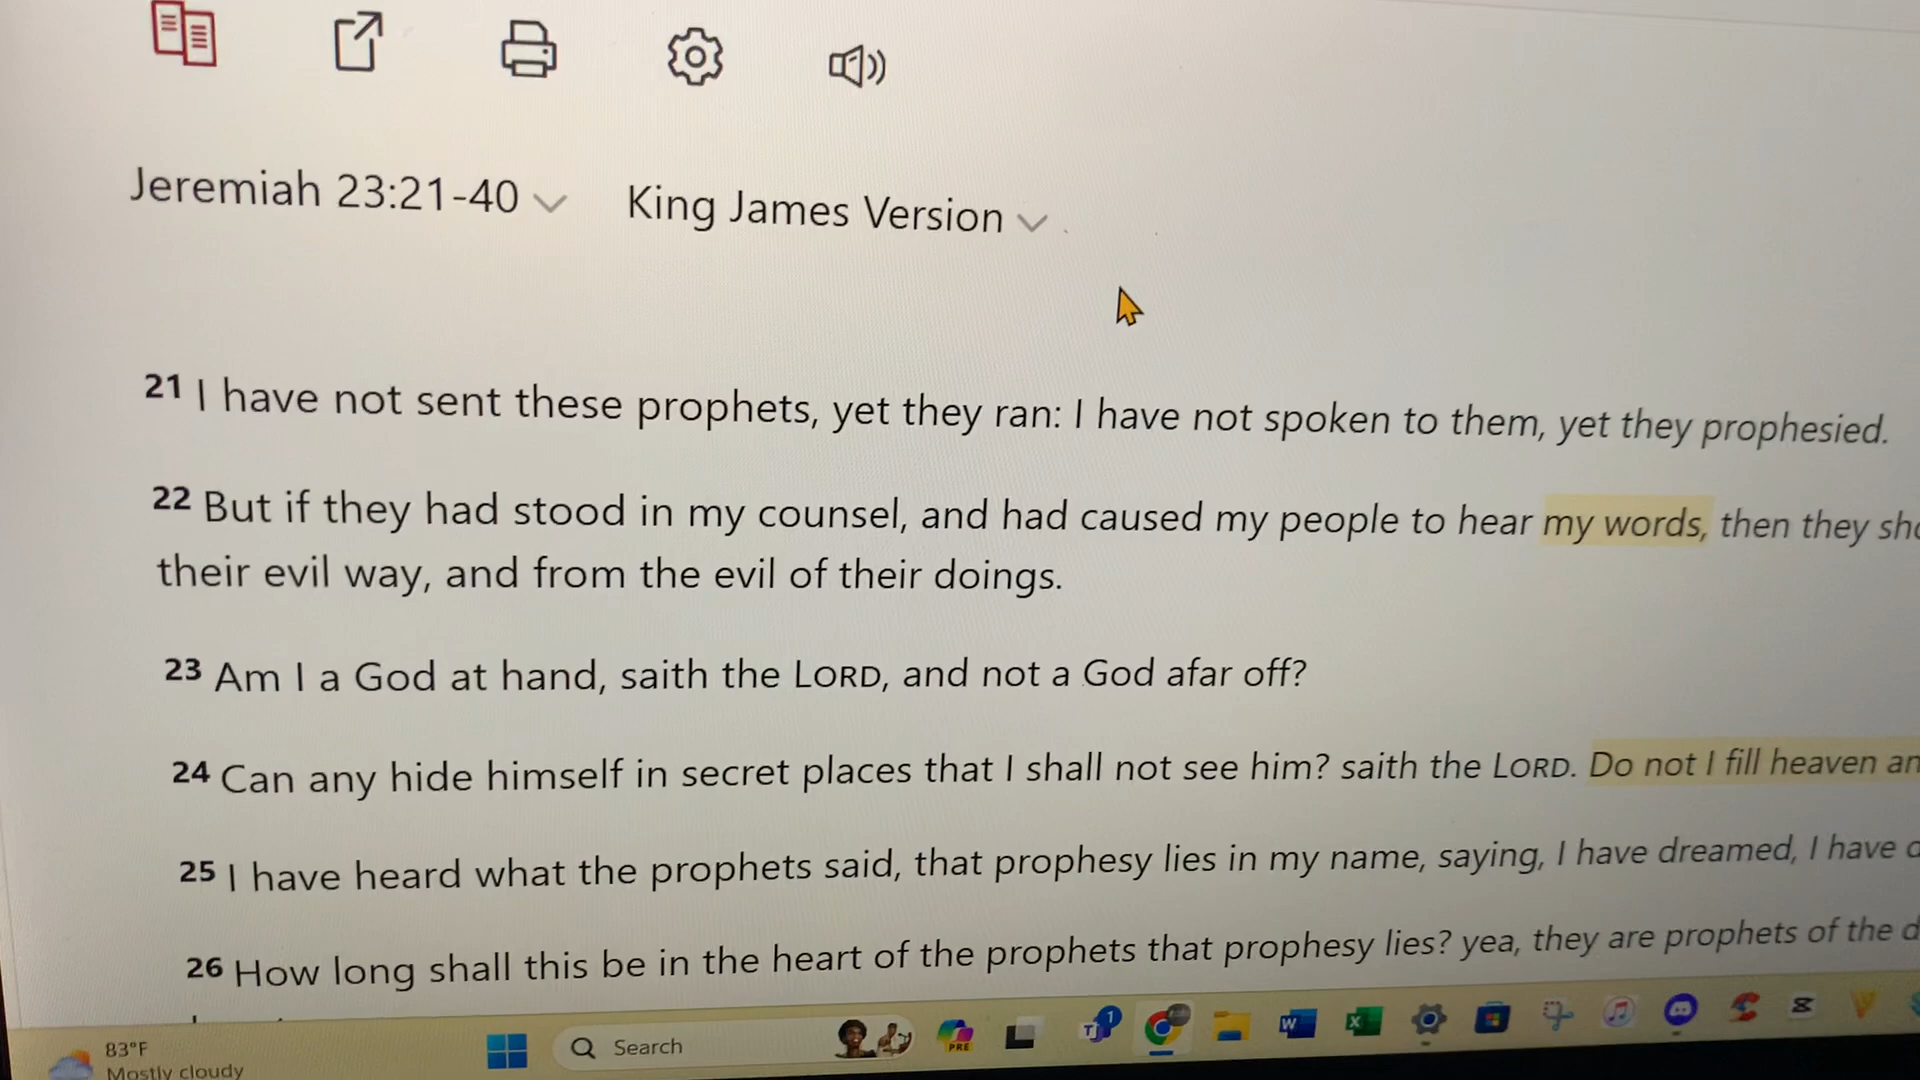 Jeremiah 23:21-40 King James Version
21 I have not sent these prophets, yet they ran: I have not spoken to them, yet they prophesied.
22 But if they had stood in my counsel, and had caused my people to hear my words, then they
their evil way, and from the evil of their doings.
23 Am I a God at hand, saith the LORD, and not a God afar off?
24 Can any hide himself in secret places that I shall not see him? saith the LORD. Do not I fill heaven
25 I have heard what the prophets said, that prophesy lies in my name, saying, I have dreamed, I have
26 How long shall this be in the heart of the prophets that prophesy lies? yea, they are prophets of the
83°F
Mostly cloudy
Search
PRE
1